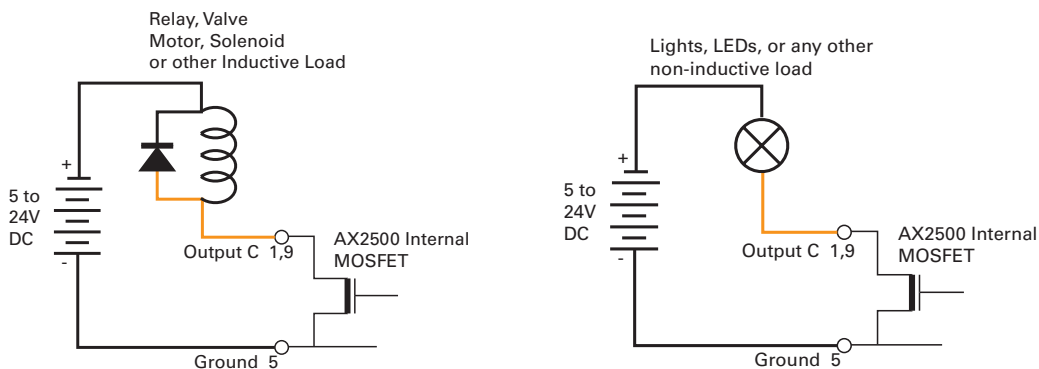 Relay, Valve
Motor, Solenoid
or other Inductive Load
+
5 to
24V
DC
-
Output C 1,9
AX2500 Internal
MOSFET
Ground 5
Lights, LEDs, or any other
non-inductive load
+
5 to
24V
DC
-
Output C 1,9
AX2500 Internal
MOSFET
Ground 5